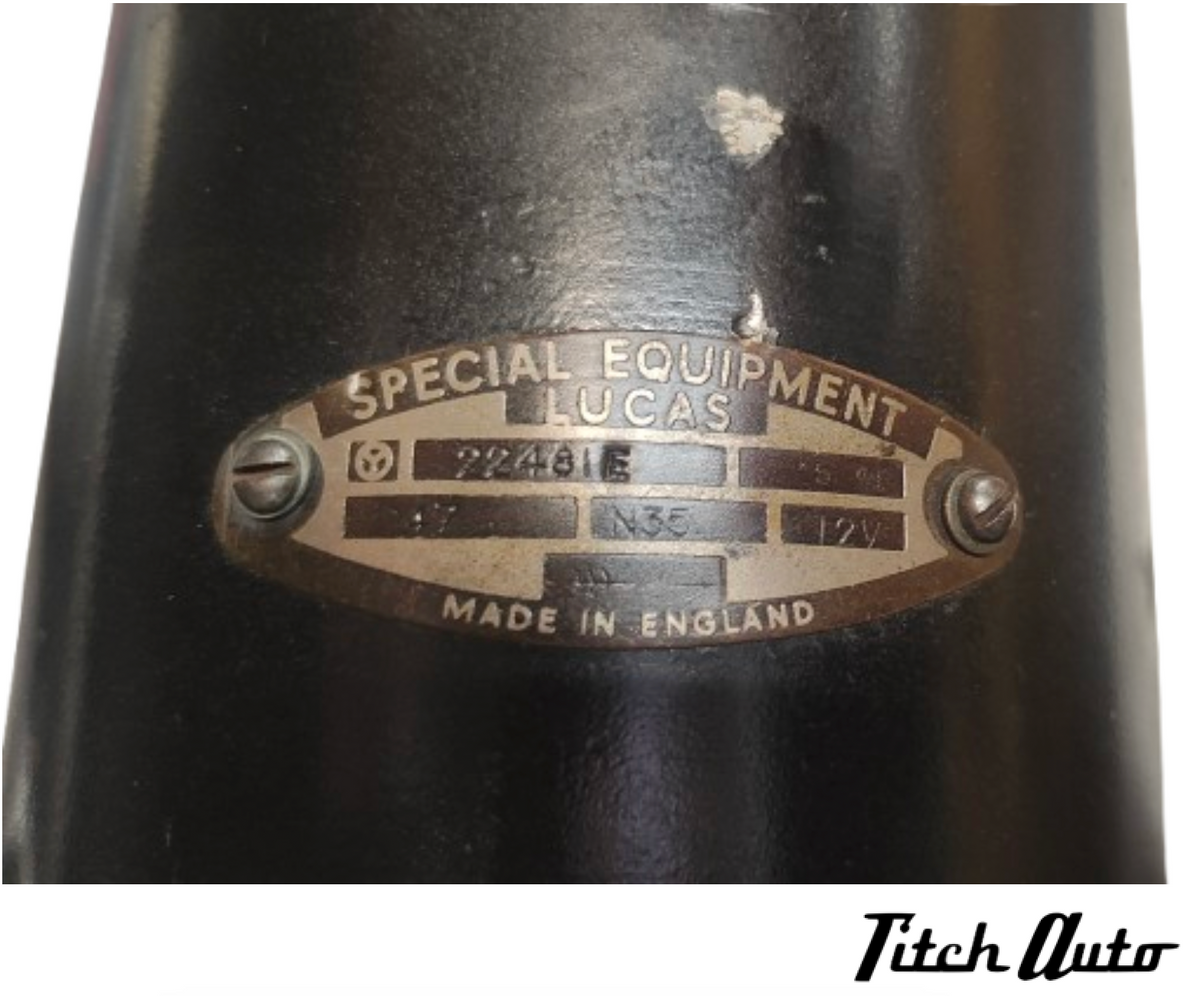 SPECIAL EQUIPMENT
LUCAS
22481E
N35 12V
MADE IN ENGLAND
Titch Auto